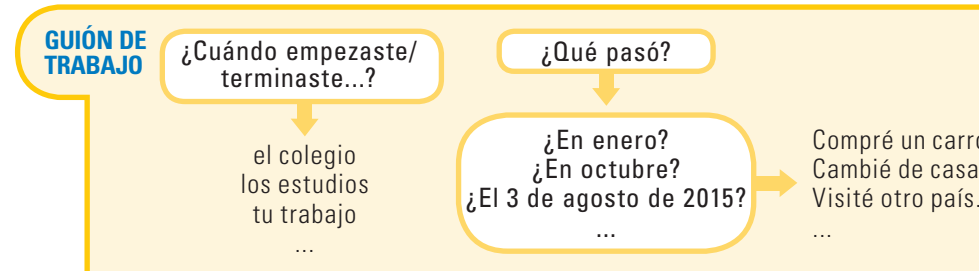 GUIÓN DE
TRABAJO
¿Cuándo empezaste/
terminaste...?
el colegio
los estudios
tu trabajo
...
¿Qué pasó?
¿En enero?
¿En octubre?
¿El 3 de agosto de 2015?
...
Compré un carro
Cambié de casa
Visité otro país.
...